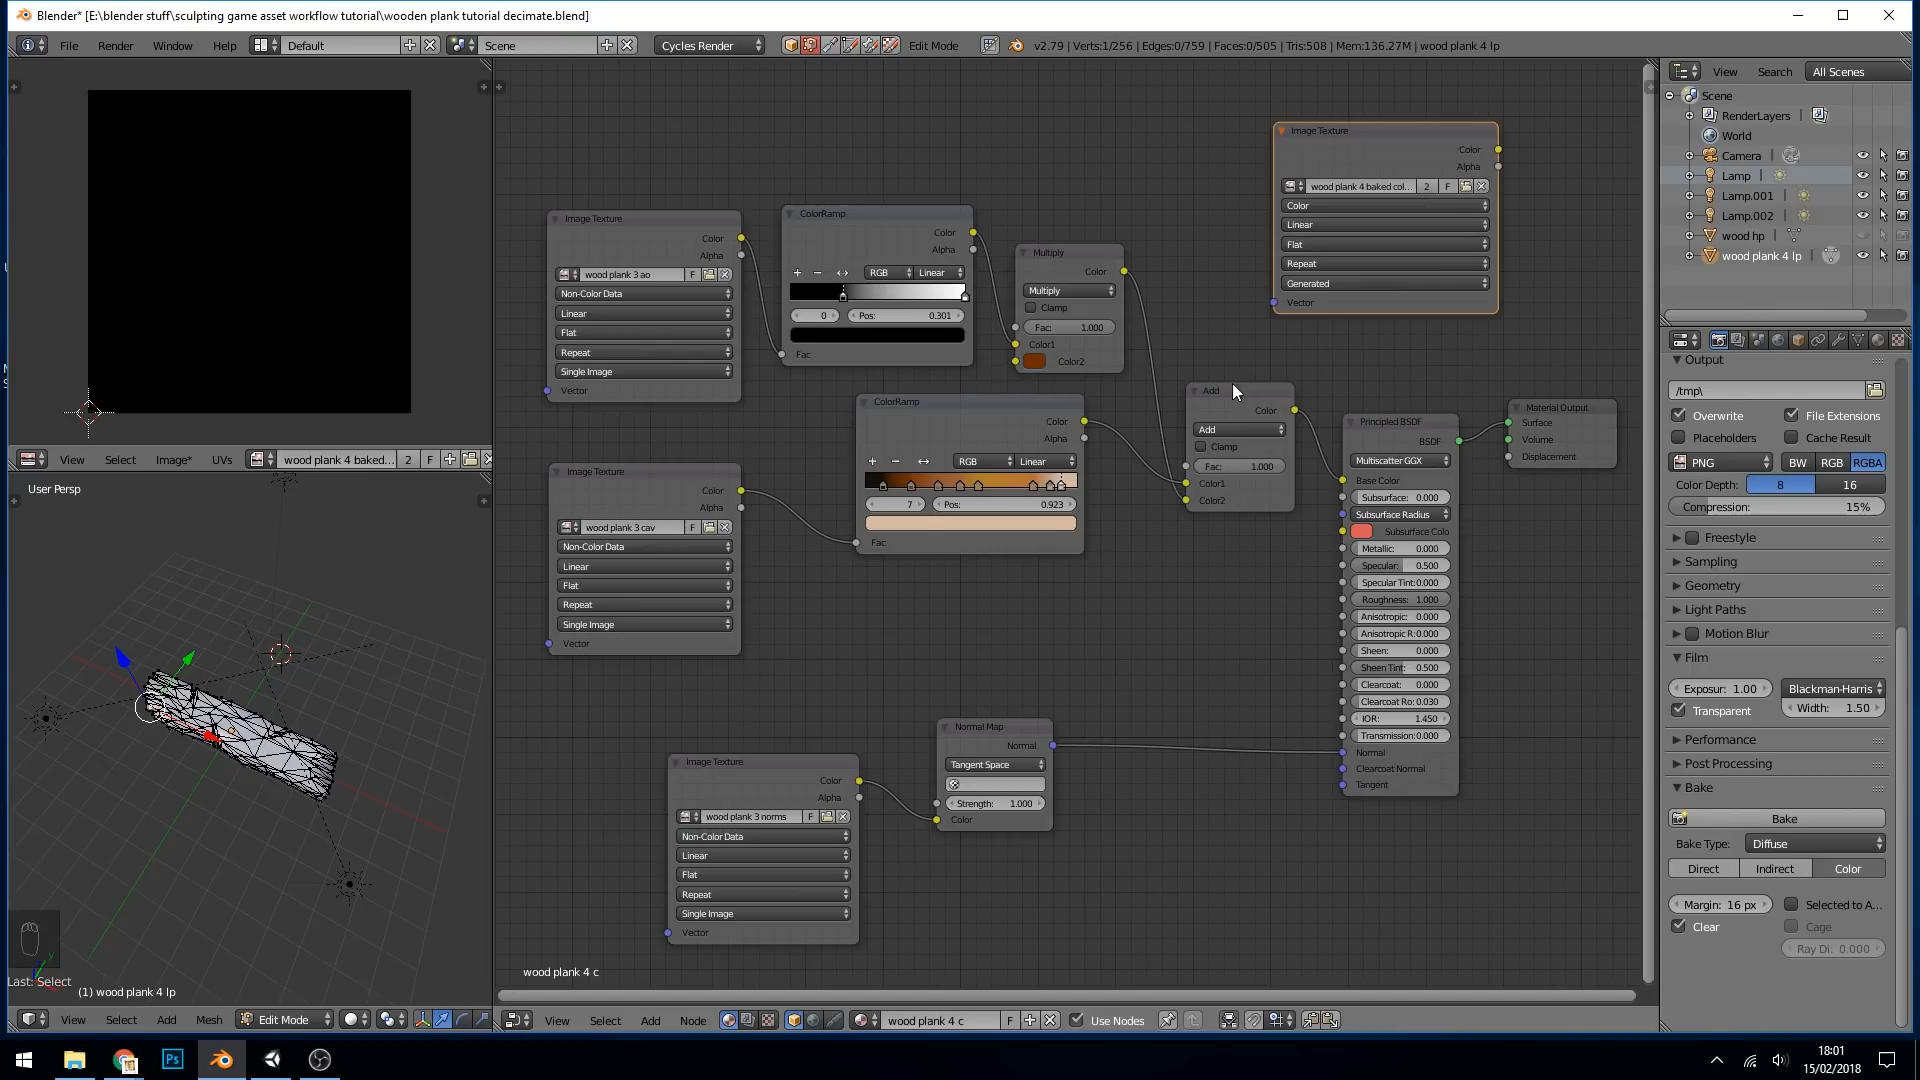 Blender* [E:\blender stuff\sculpting game asset workflow tutorial\wooden plank tutorial decimate.blend]
File Render Window Help Default Scene Cycles Render Edit Mode v2.79 | Verts:1/256 | Edges:0/759 | Faces:0/505 | Tris:508 | Mem:136.27M | wood plank 4 lp
View Search All Scenes
Scene
RenderLayers
World
Camera
Lamp
Lamp.001
Lamp.002
wood hp
wood plank 4 lp
Image Texture
Color
Alpha
wood plank 4 baked col... 2 F
Color
Linear
Flat
Repeat
Generated
Vector
Image Texture
Color
Alpha
wood plank 3 ao F
Non-Color Data
Linear
Flat
Repeat
Single Image
Vector
ColorRamp
Color
Alpha
RGB Linear
0 Pos: 0.301
Fac
Multiply
Color
Multiply
Clamp
Fac: 1.000
Color1
Color2
ColorRamp
Color
Alpha
RGB Linear
7 Pos: 0.923
Fac
Add
Color
Add
Clamp
Fac: 1.000
Color1
Color2
Principled BSDF
BSDF
Multiscatter GGX
Base Color
Subsurface: 0.000
Subsurface Radius
Subsurface Colo
Metallic: 0.000
Specular: 0.500
Specular Tint:0.000
Roughness: 1.000
Anisotropic: 0.000
Anisotropic R:0.000
Sheen: 0.000
Sheen Tint: 0.500
Clearcoat: 0.000
Clearcoat Ro: 0.030
IOR: 1.450
Transmission:0.000
Normal
Clearcoat Normal
Tangent
Material Output
Surface
Volume
Displacement
Image Texture
Color
Alpha
wood plank 3 cav F
Non-Color Data
Linear
Flat
Repeat
Single Image
Vector
Normal Map
Normal
Tangent Space
Strength: 1.000
Color
Image Texture
Color
Alpha
wood plank 3 norms F
Non-Color Data
Linear
Flat
Repeat
Single Image
Vector
wood plank 4 c
View Select Image* UVs wood plank 4 baked... 2 F
User Persp
Last: Select
(1) wood plank 4 lp
View Select Add Mesh Edit Mode
View Select Add Node wood plank 4 c F Use Nodes
Output
/tmp\
Overwrite File Extensions
Placeholders Cache Result
PNG BW RGB RGBA
Color Depth: 8 16
Compression: 15%
Freestyle
Sampling
Geometry
Light Paths
Motion Blur
Film
Exposur: 1.00 Blackman-Harris
Transparent Width: 1.50
Performance
Post Processing
Bake
Bake
Bake Type: Diffuse
Direct Indirect Color
Margin: 16 px Selected to A...
Clear Cage
Ray Di: 0.000
Ps
18:01
15/02/2018